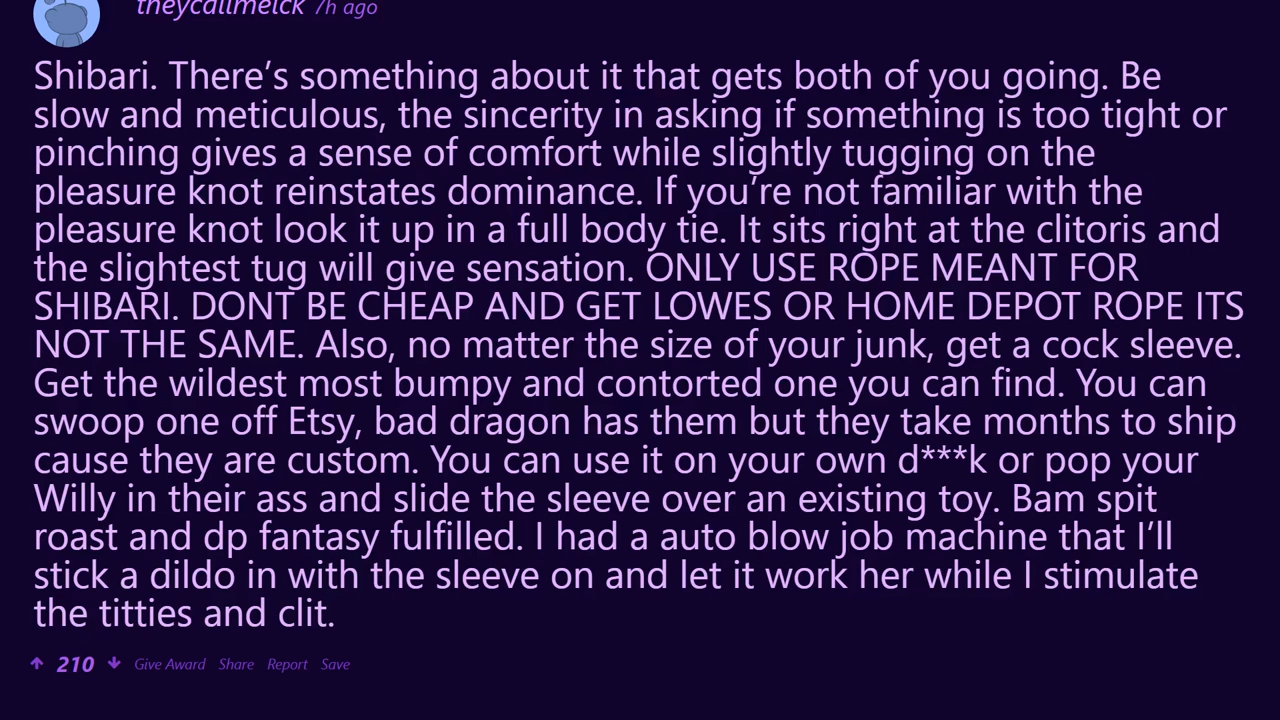 theycallmelck 7h ago
Shibari. There’s something about it that gets both of you going. Be
slow and meticulous, the sincerity in asking if something is too tight or
pinching gives a sense of comfort while slightly tugging on the
pleasure knot reinstates dominance. If you’re not familiar with the
pleasure knot look it up in a full body tie. It sits right at the clitoris and
the slightest tug will give sensation. ONLY USE ROPE MEANT FOR
SHIBARI. DONT BE CHEAP AND GET LOWES OR HOME DEPOT ROPE ITS
NOT THE SAME. Also, no matter the size of your junk, get a cock sleeve.
Get the wildest most bumpy and contorted one you can find. You can
swoop one off Etsy, bad dragon has them but they take months to ship
cause they are custom. You can use it on your own d***k or pop your
Willy in their ass and slide the sleeve over an existing toy. Bam spit
roast and dp fantasy fulfilled. I had a auto blow job machine that I’ll
stick a dildo in with the sleeve on and let it work her while I stimulate
the titties and clit.
210 Give Award Share Report Save